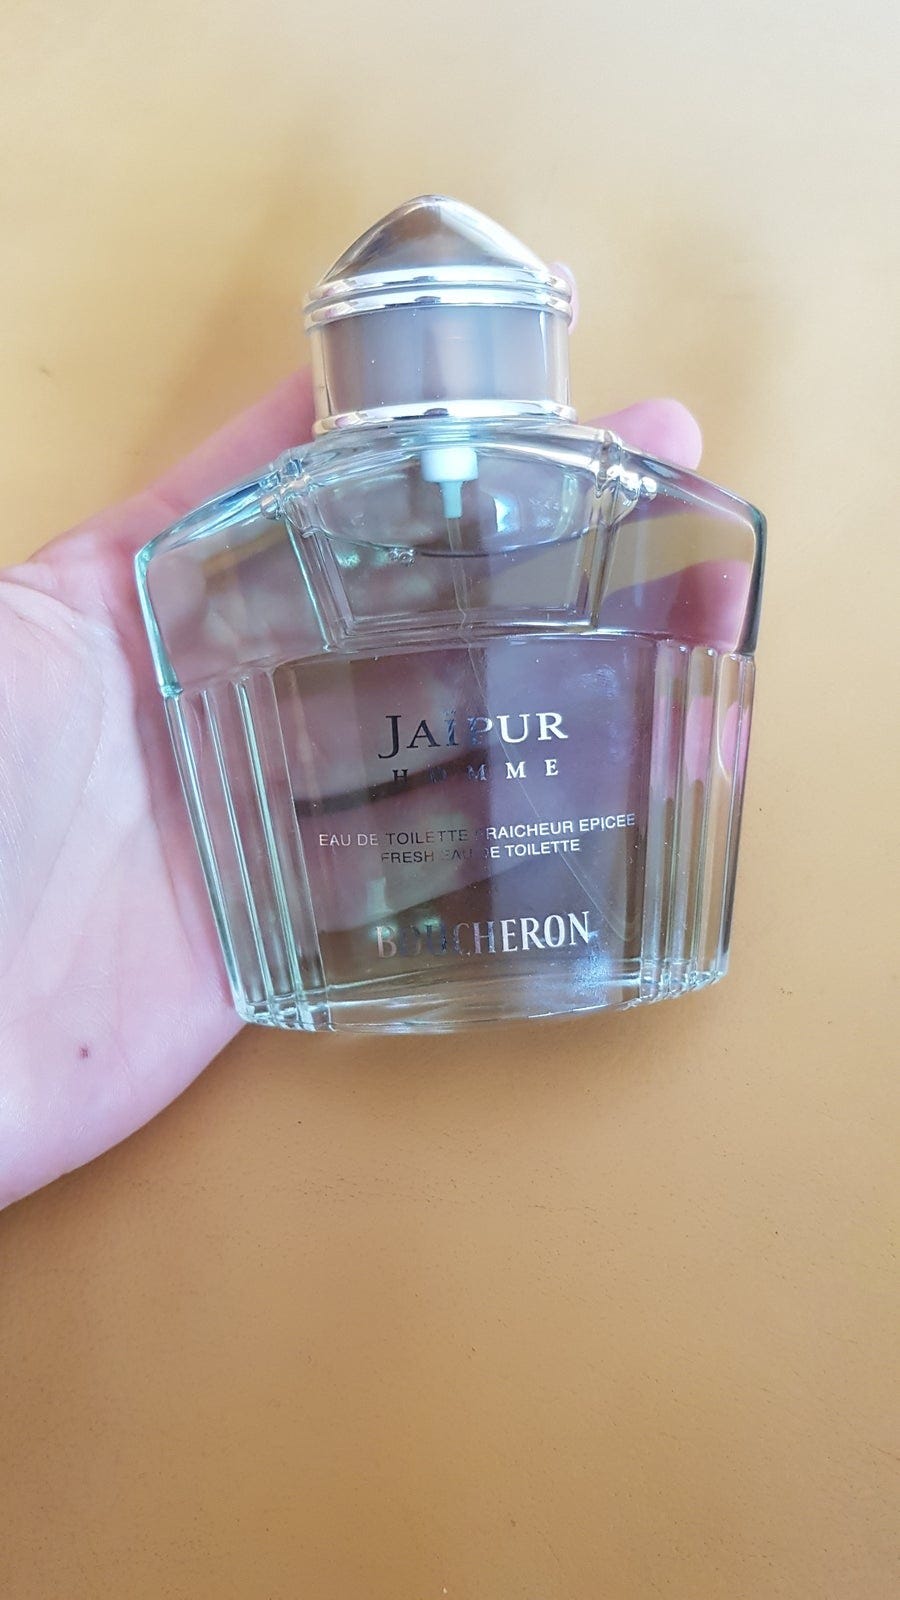 JAÏPUR
HOMME
EAU DE TOILETTE FRAICHEUR EPICEE
FRESH EAU DE TOILETTE
BOUCHERON